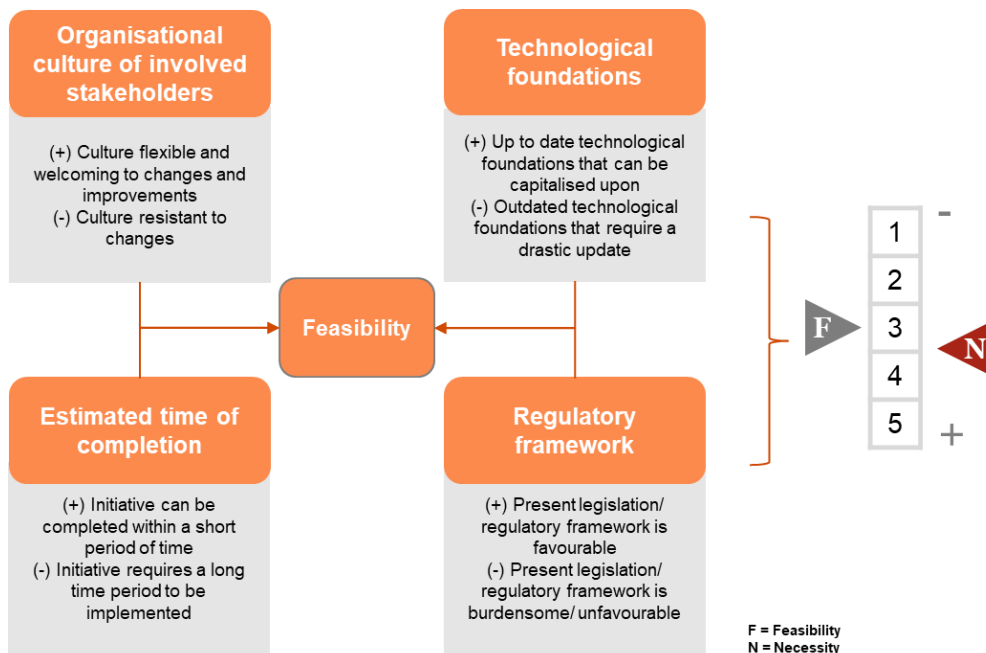 Organisational
culture of involved
stakeholders
(+) Culture flexible and
welcoming to changes and
improvements
(-) Culture resistant to
changes
Technological
foundations
(+) Up to date technological
foundations that can be
capitalised upon
(-) Outdated technological
foundations that require a
drastic update
Feasibility
Estimated time of
completion
(+) Initiative can be
completed within a short
period of time
(-) Initiative requires a long
time period to be
implemented
Regulatory
framework
(+) Present legislation/
regulatory framework is
favourable
(-) Present legislation/
regulatory framework is
burdensome/ unfavourable
F
1
2
3
4
5
-
+
N
F = Feasibility
N = Necessity